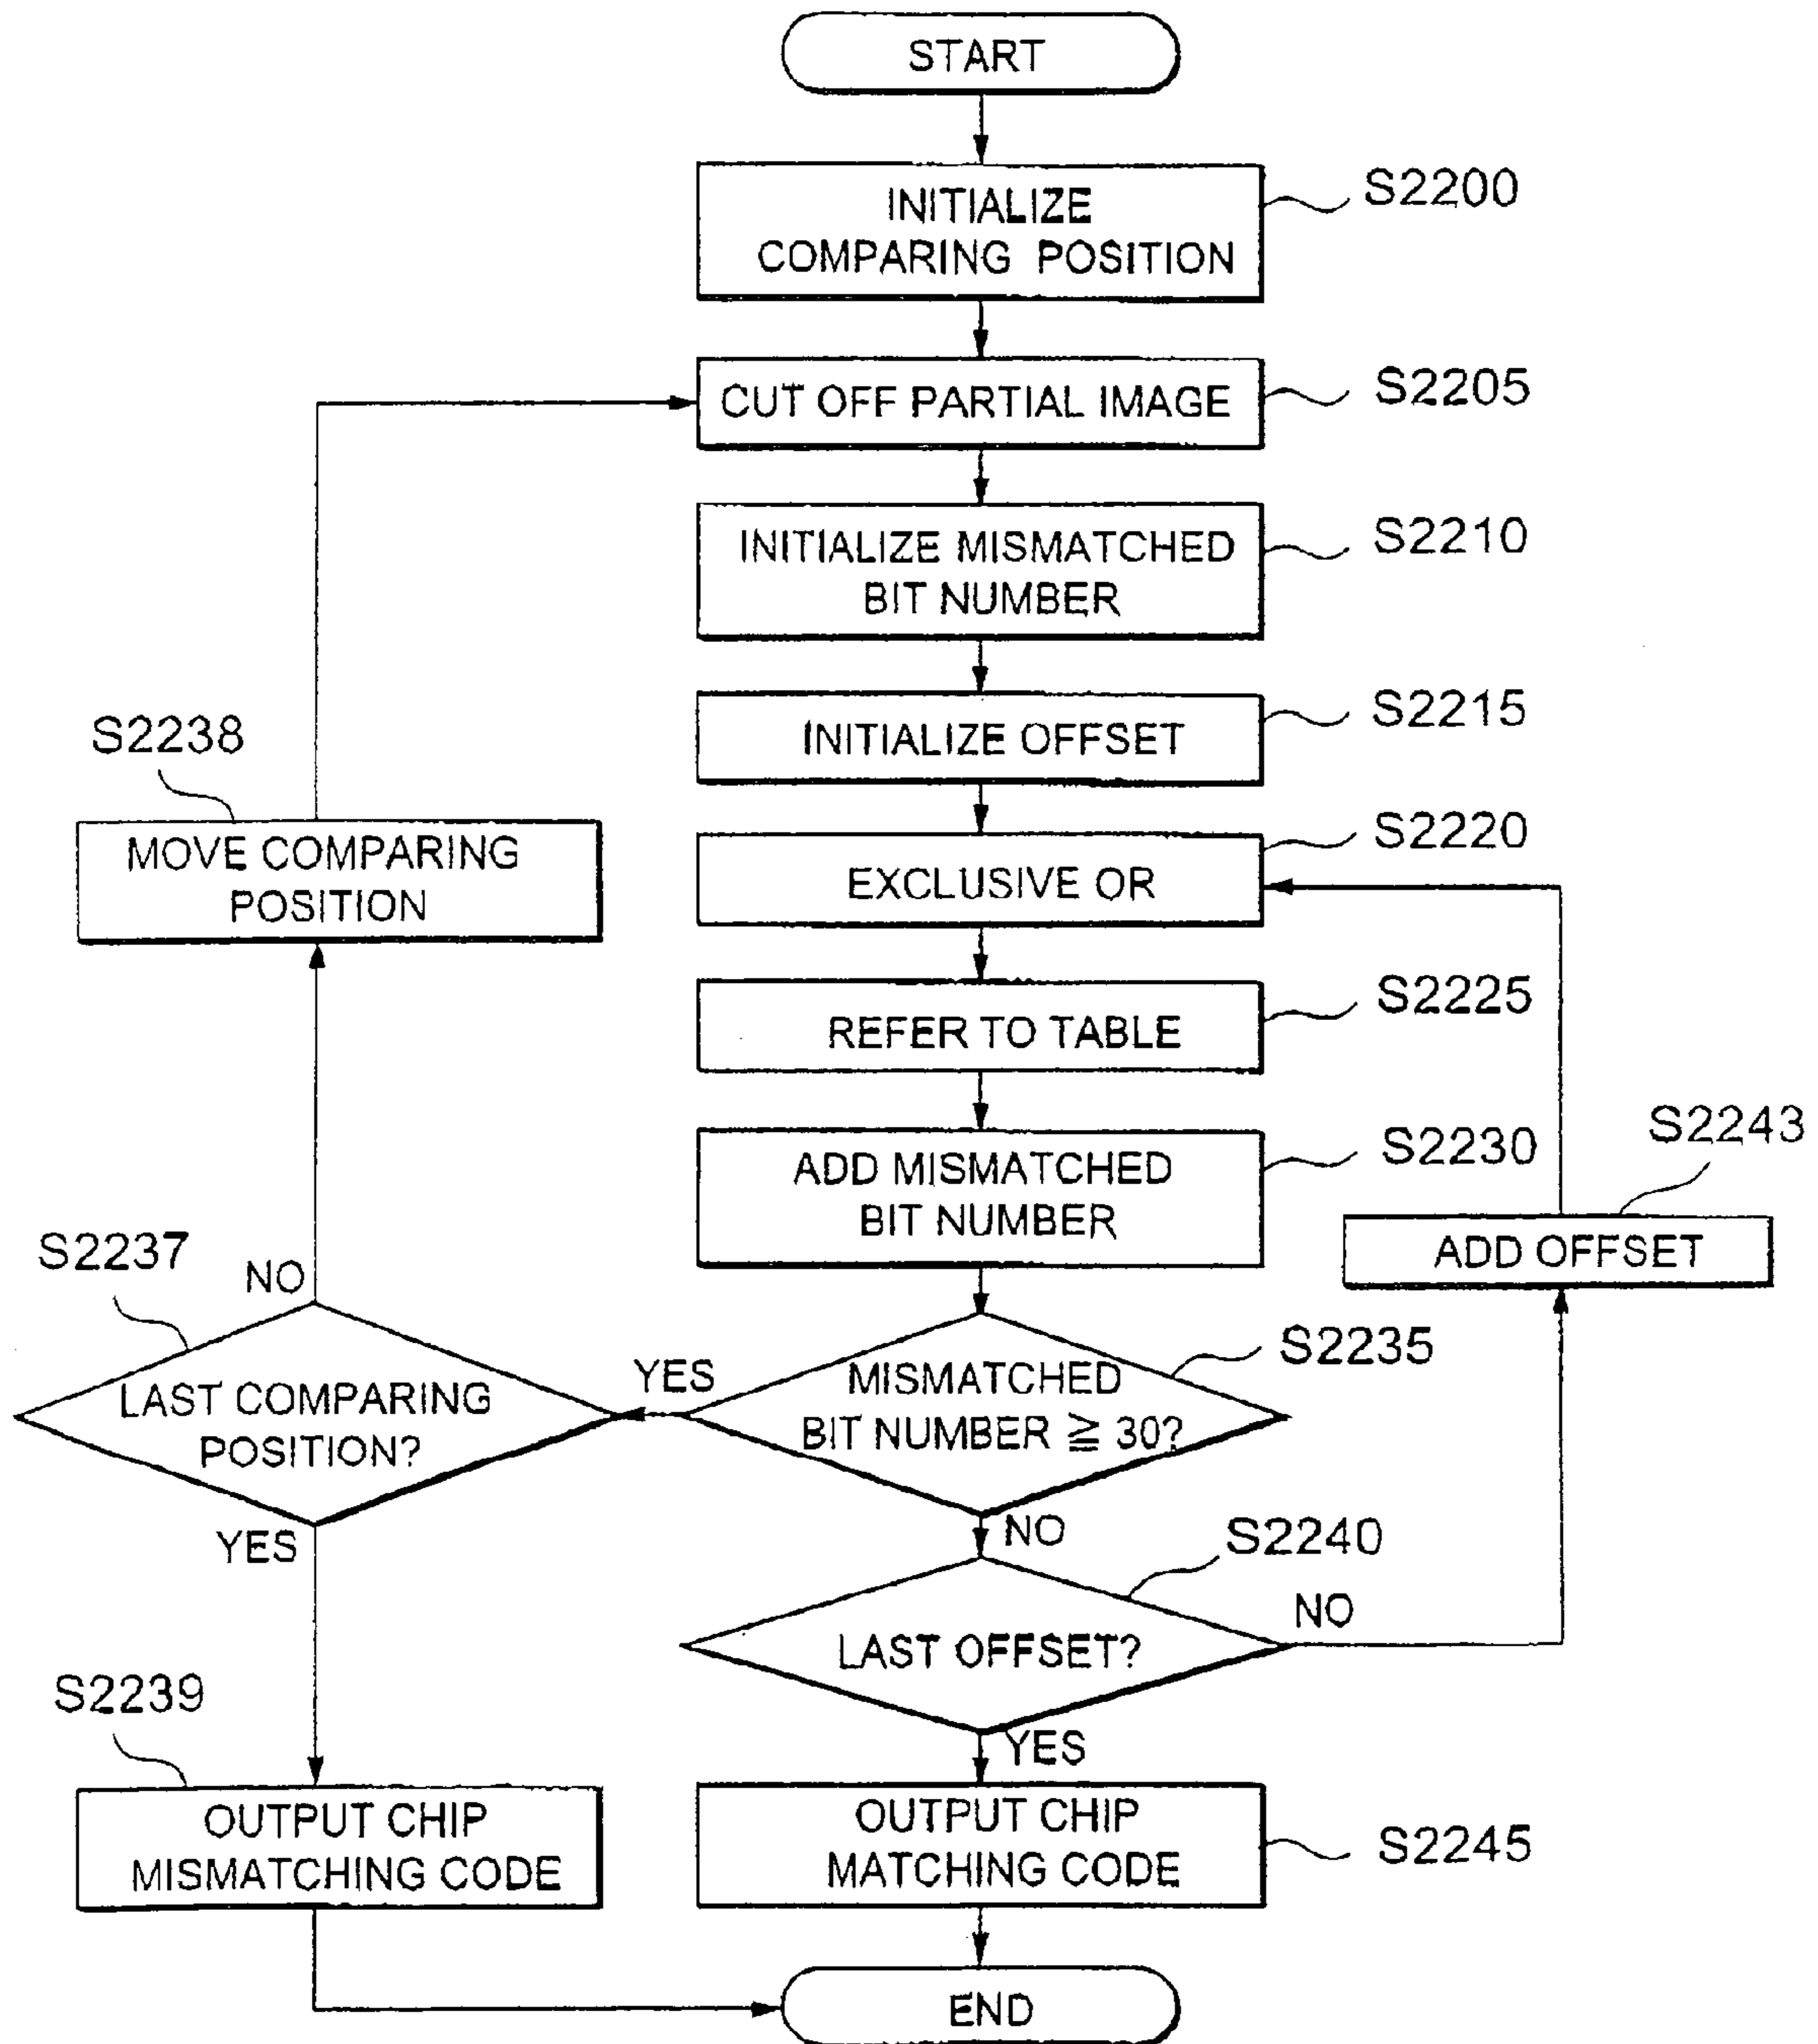 START
INITIALIZE
COMPARING POSITION
S2200
CUT OFF PARTIAL IMAGE
S2205
INITIALIZE MISMATCHED
BIT NUMBER
S2210
INITIALIZE OFFSET
S2215
S2238
MOVE COMPARING
POSITION
EXCLUSIVE OR
S2220
REFER TO TABLE
S2225
ADD MISMATCHED
BIT NUMBER
S2230
S2243
ADD OFFSET
S2237
NO
LAST COMPARING
POSITION?
YES
YES
MISMATCHED
BIT NUMBER ≧ 30?
S2235
NO
S2240
LAST OFFSET?
NO
YES
S2239
OUTPUT CHIP
MISMATCHING CODE
OUTPUT CHIP
MATCHING CODE
S2245
END